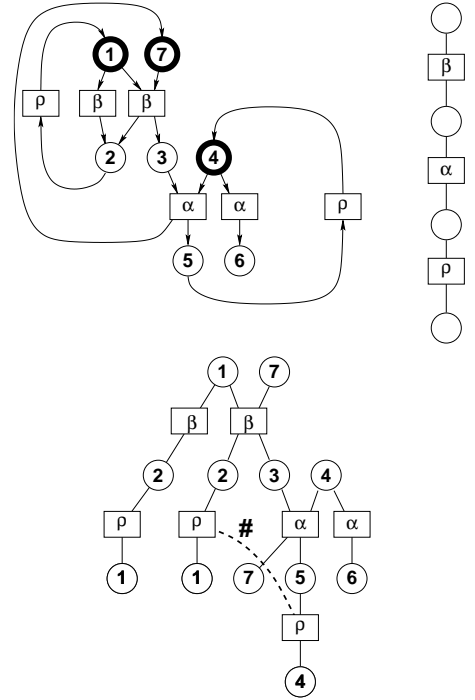 1 7
ρ β β β
2 3 4
α α ρ α
5 6
ρ
1 7
β β
2 2 3 4
ρ ρ # α α
1 1 7 5 6
ρ
4